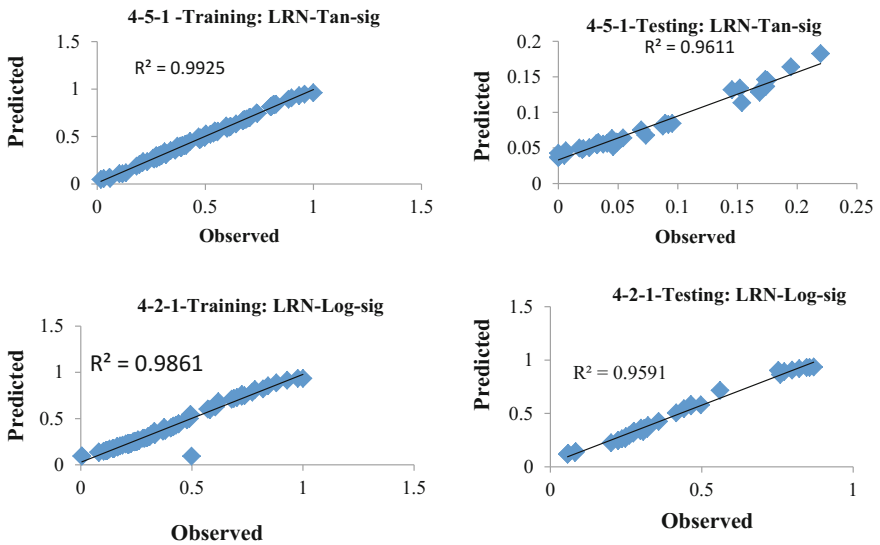 4-5-1 -Training: LRN-Tan-sig
R² = 0.9925
Predicted
1.5
1
0.5
0
0
0.5
1
1.5
Observed
4-5-1-Testing: LRN-Tan-sig
R² = 0.9611
Predicted
0.2
0.15
0.1
0.05
0
0
0.05
0.1
0.15
0.2
0.25
Observed
4-2-1-Training: LRN-Log-sig
R² = 0.9861
Predicted
1.5
1
0.5
0
0
0.5
1
1.5
Observed
4-2-1-Testing: LRN-Log-sig
R² = 0.9591
Predicted
1.5
1
0.5
0
0
0.5
1
Observed